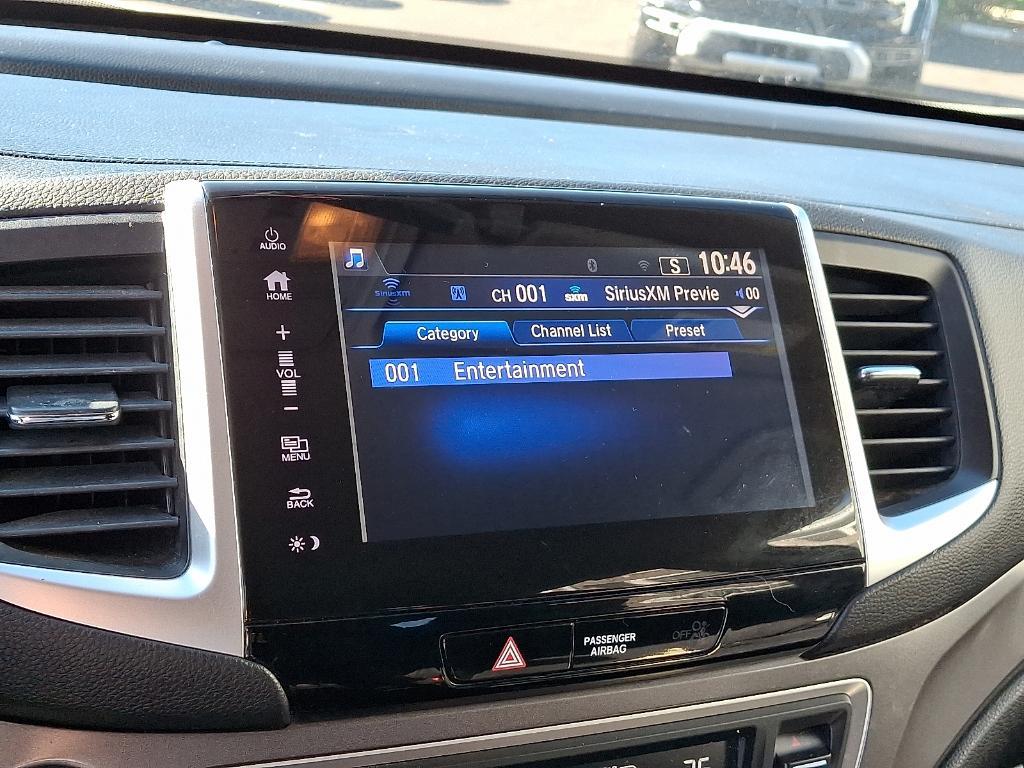 AUDIO
HOME
+
VOL
−
MENU
BACK
S 10:46
SiriusXM CH 001 sxm SiriusXM Previe 00
Category Channel List Preset
001 Entertainment
PASSENGER
AIRBAG
OFF